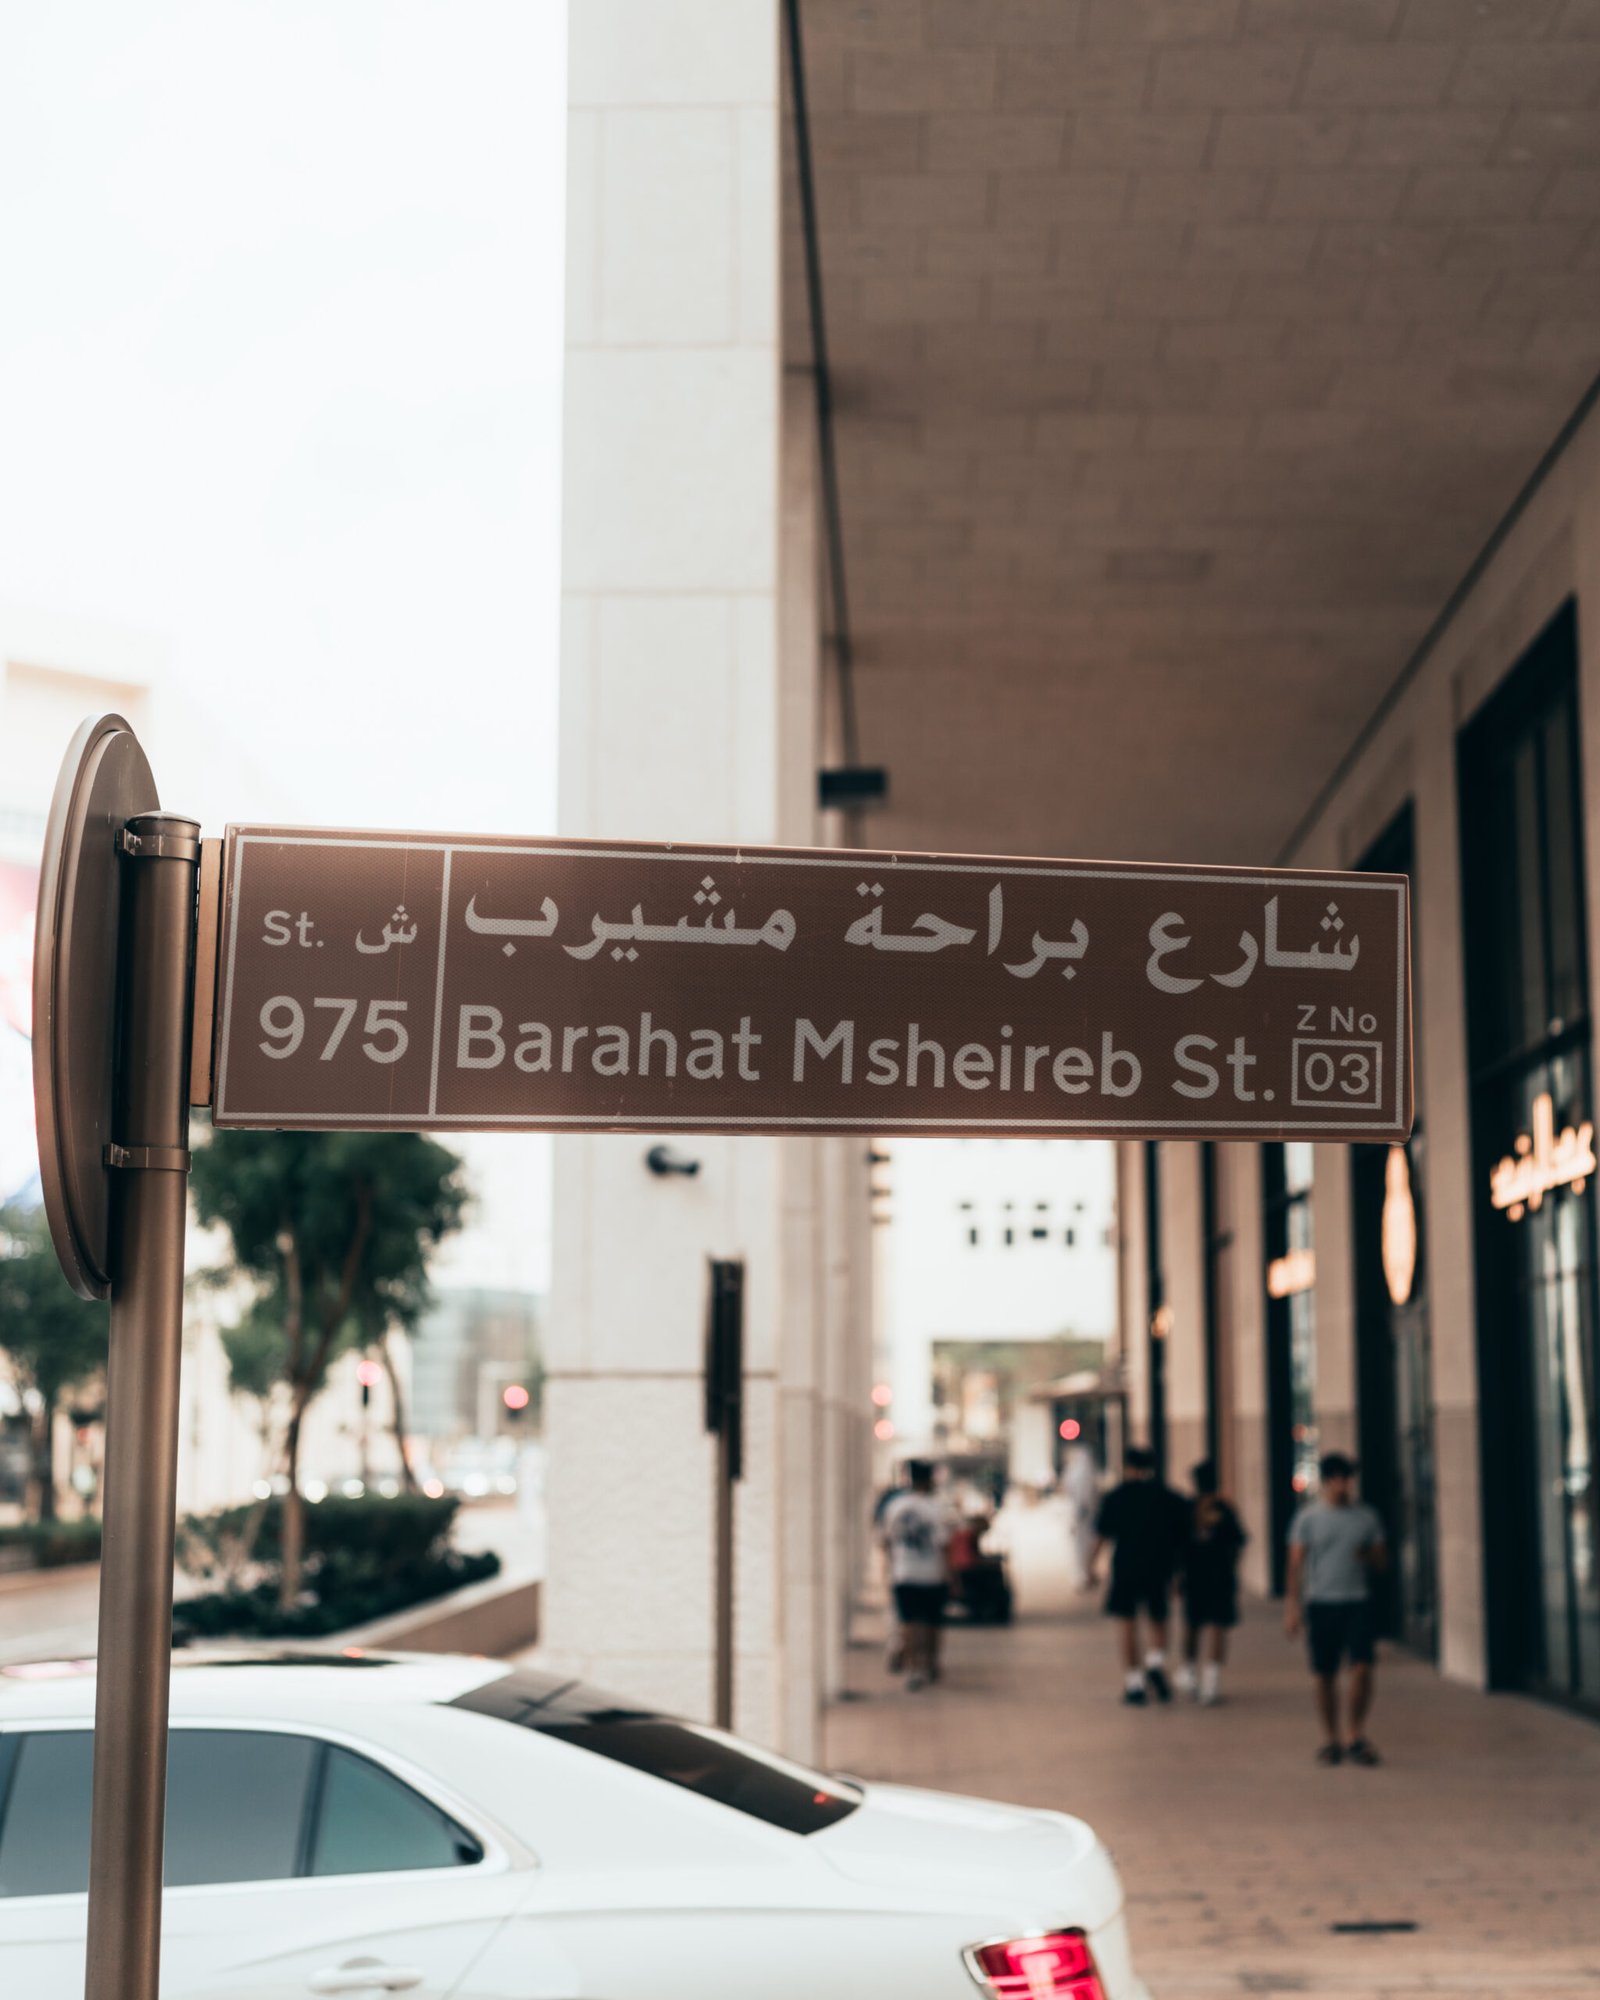 شارع براحة مشيرب
St. ش
975
Barahat Msheireb St.
Z No
03